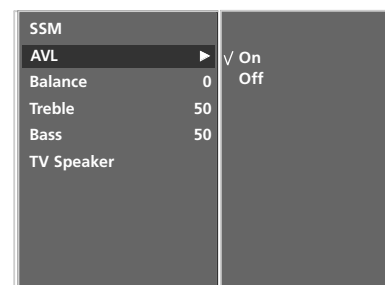 SSM
AVL ▶
Balance 0
Treble 50
Bass 50
TV Speaker
√ On
Off